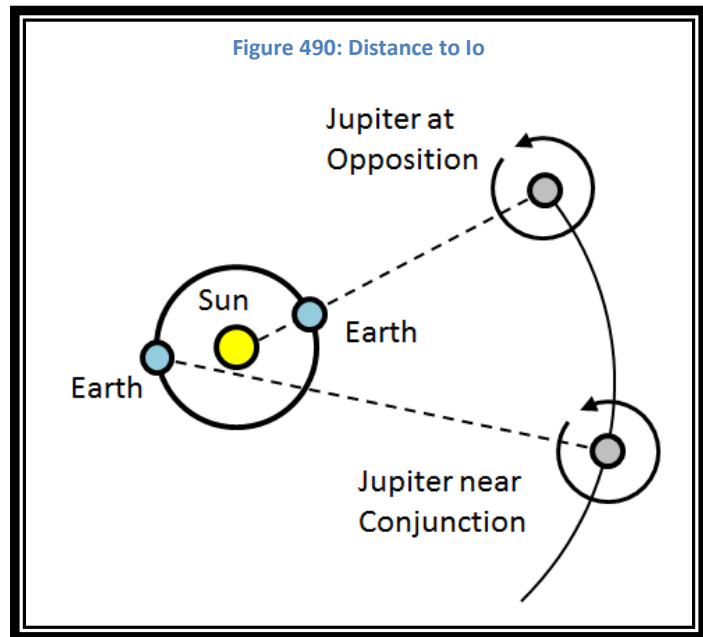 Figure 490: Distance to Io
Jupiter at
Opposition
Sun
Earth
Earth
Jupiter near
Conjunction